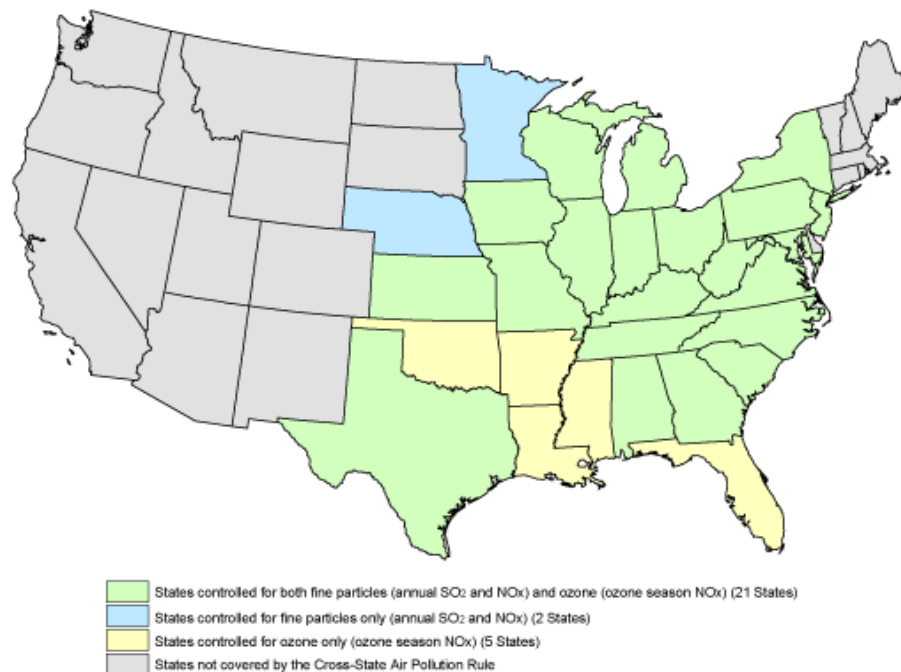 States controlled for both fine particles (annual SO₂ and NOx) and ozone (ozone season NOx) (21 States)
States controlled for fine particles only (annual SO₂ and NOx) (2 States)
States controlled for ozone only (ozone season NOx) (5 States)
States not covered by the Cross-State Air Pollution Rule